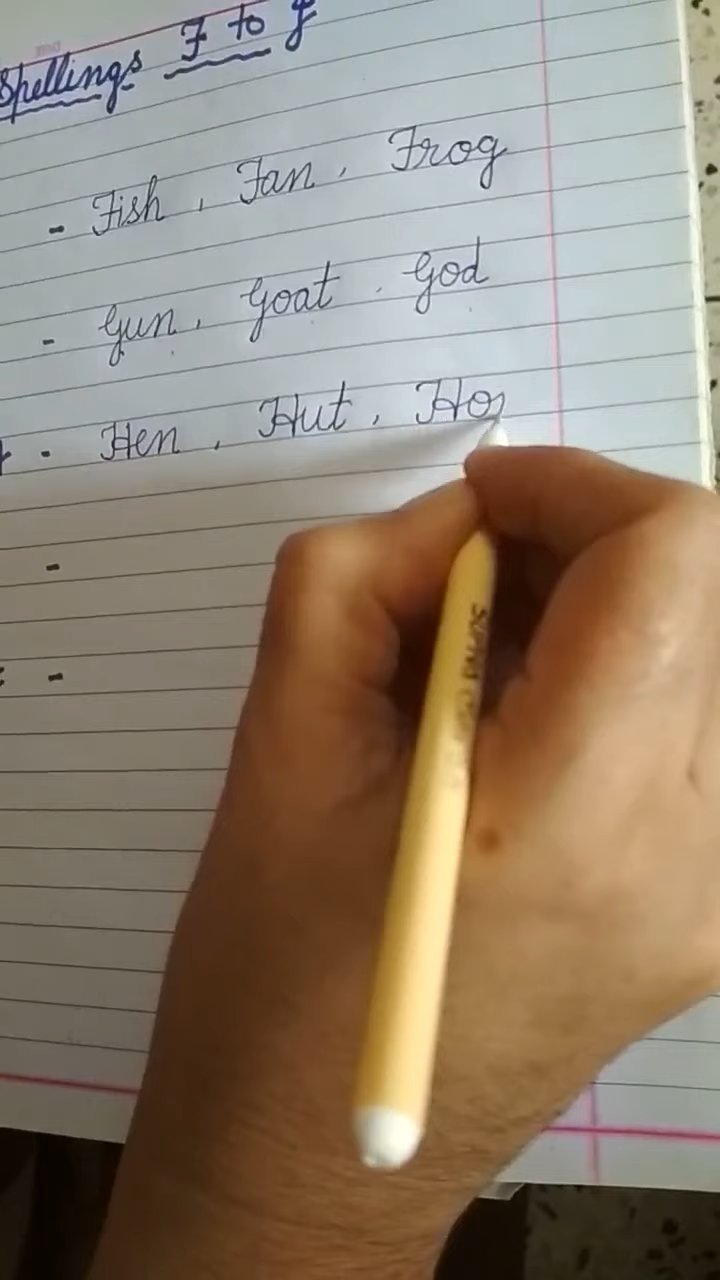 Spellings F to J
- Fish, Fan, Frog
- Gun, Goat, God
- Hen, Hut, Ho
-
-